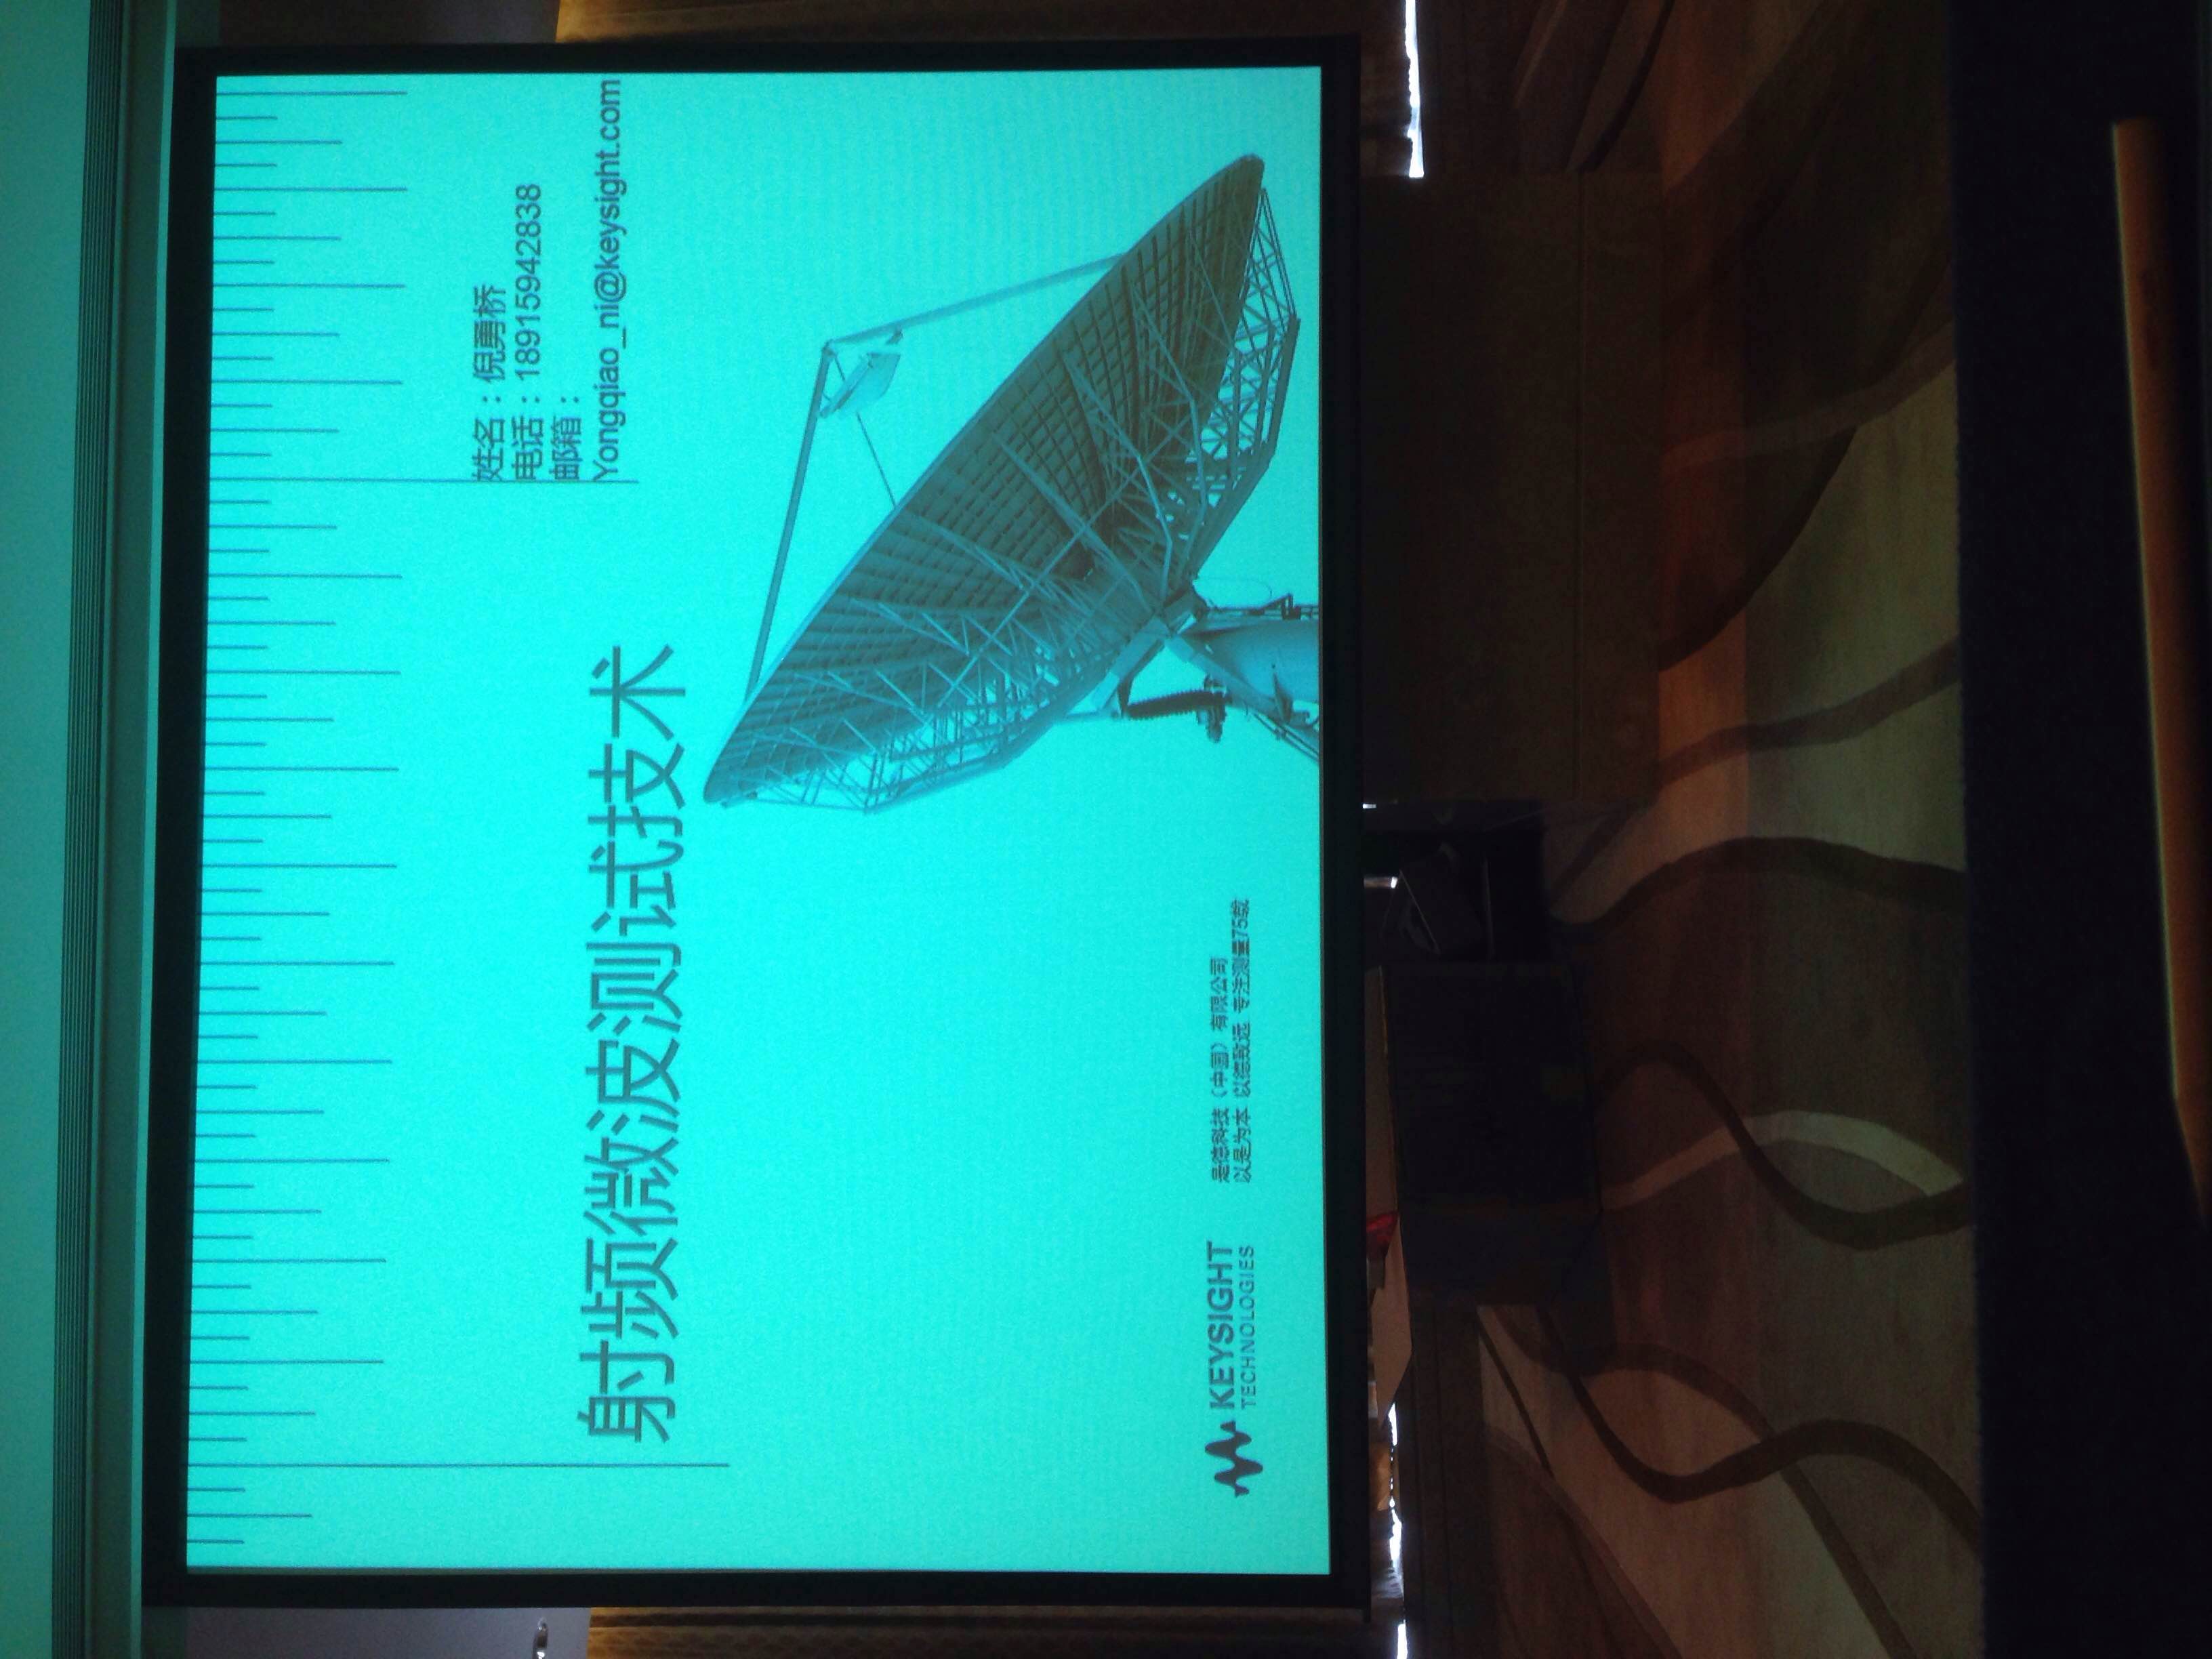 姓名：倪勇桥
电话：18915942838
邮箱：
Yongqiao_ni@keysight.com
射频微波测试技术
KEYSIGHT
TECHNOLOGIES
是德科技（中国）有限公司
以是为本 以德致远 专注测量75载